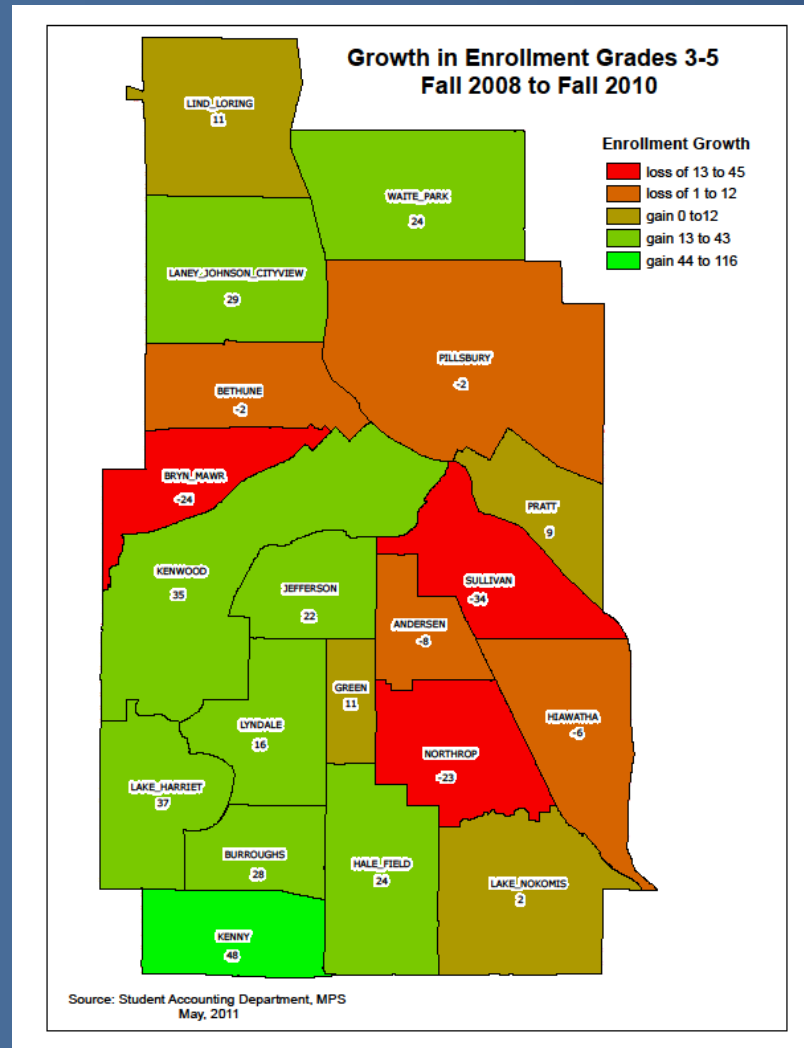 Growth in Enrollment Grades 3-5
Fall 2008 to Fall 2010
Enrollment Growth
loss of 13 to 45
loss of 1 to 12
gain 0 to12
gain 13 to 43
gain 44 to 116
LIND_LORING
11
WAITE_PARK
24
LANEY_JOHNSON_CITYVIEW
29
PILLSBURY
-2
BETHUNE
-2
BRYN_MAWR
-24
PRATT
9
KENWOOD
35
JEFFERSON
22
SULLIVAN
-34
ANDERSEN
-8
GREEN
11
HIAWATHA
-6
LYNDALE
16
NORTHROP
-23
LAKE_HARRIET
37
BURROUGHS
28
HALE_FIELD
24
LAKE_NOKOMIS
2
KENNY
48
Source: Student Accounting Department, MPS
May, 2011